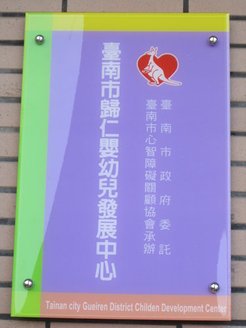 臺南市政府委託
臺南市心智障礙關顧協會承辦
臺南市歸仁嬰幼兒發展中心
Tainan city Gueiren District Childen Development Center